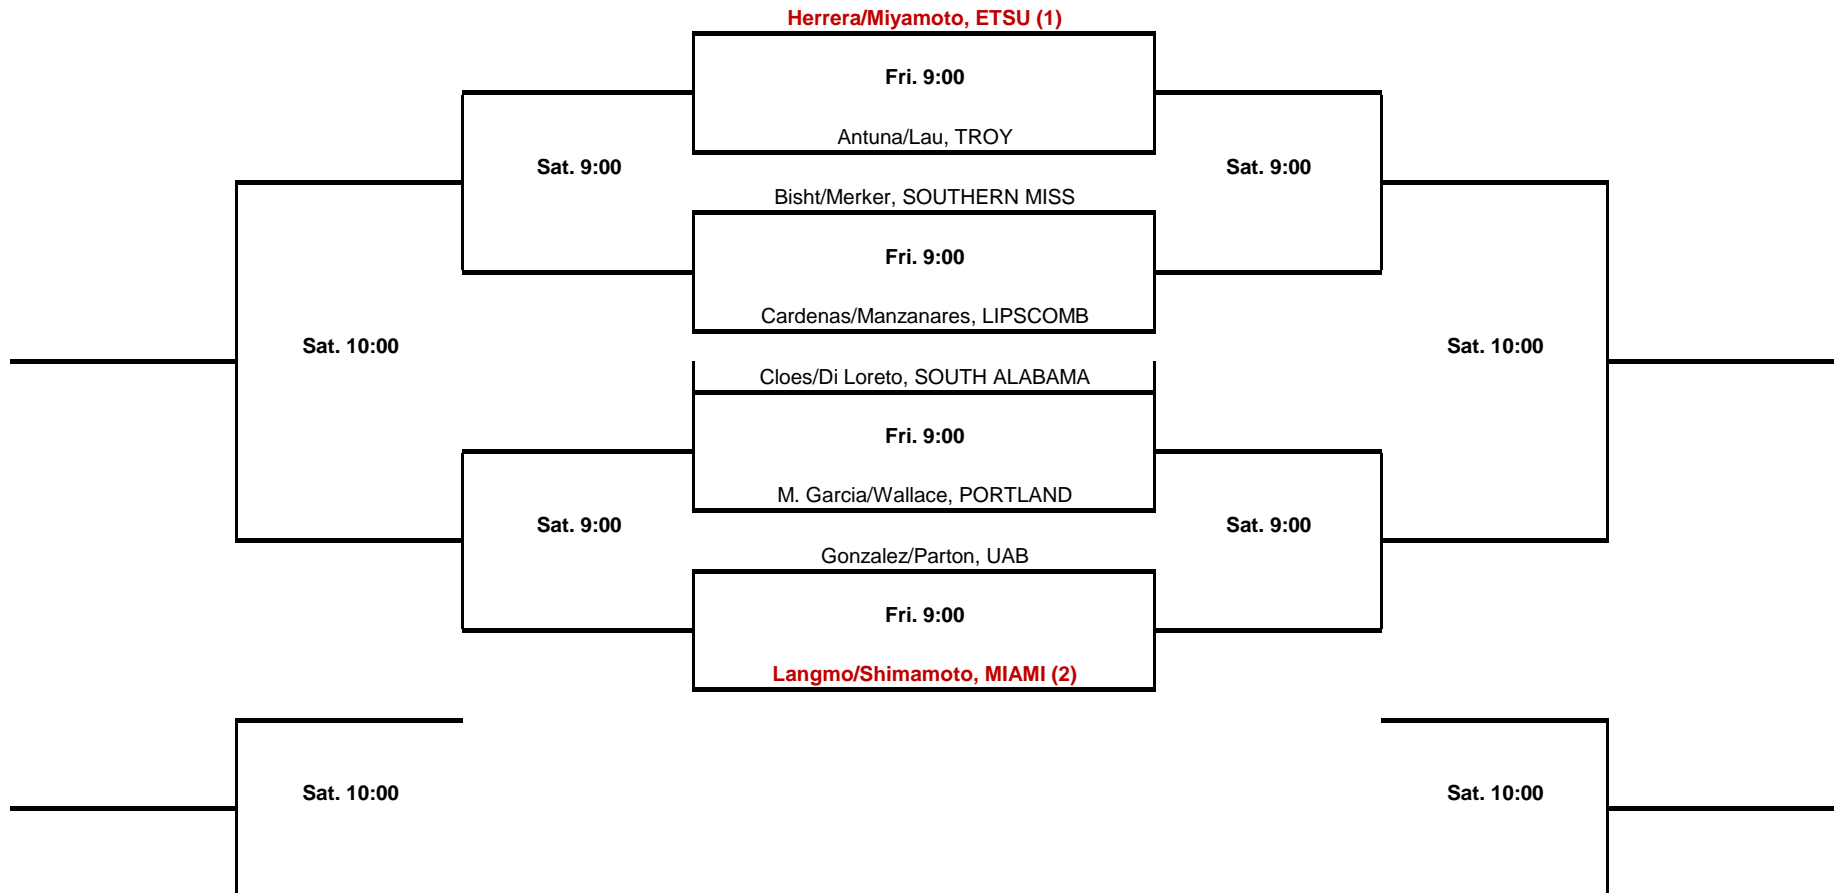 Herrera/Miyamoto, ETSU (1)
Fri. 9:00
Antuna/Lau, TROY
Sat. 9:00
Sat. 9:00
Bisht/Merker, SOUTHERN MISS
Fri. 9:00
Cardenas/Manzanares, LIPSCOMB
Sat. 10:00
Sat. 10:00
Cloes/Di Loreto, SOUTH ALABAMA
Fri. 9:00
M. Garcia/Wallace, PORTLAND
Sat. 9:00
Sat. 9:00
Gonzalez/Parton, UAB
Fri. 9:00
Langmo/Shimamoto, MIAMI (2)
Sat. 10:00
Sat. 10:00